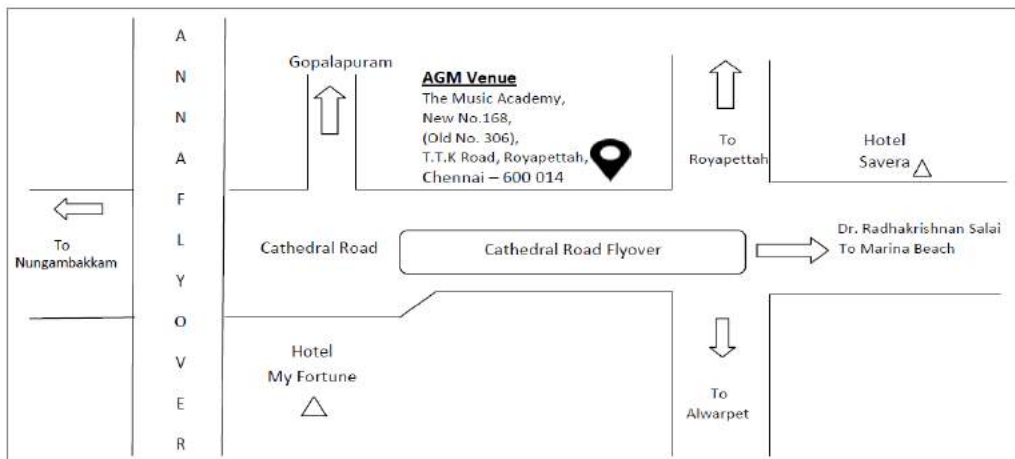 ANNA FLYOVER
Gopalapuram
AGM Venue
The Music Academy,
New No.168,
(Old No. 306),
T.T.K Road, Royapettah,
Chennai – 600 014
To
Royapettah
Hotel
Savera
To
Nungambakkam
Cathedral Road
Cathedral Road Flyover
Dr. Radhakrishnan Salai
To Marina Beach
Hotel
My Fortune
To
Alwarpet